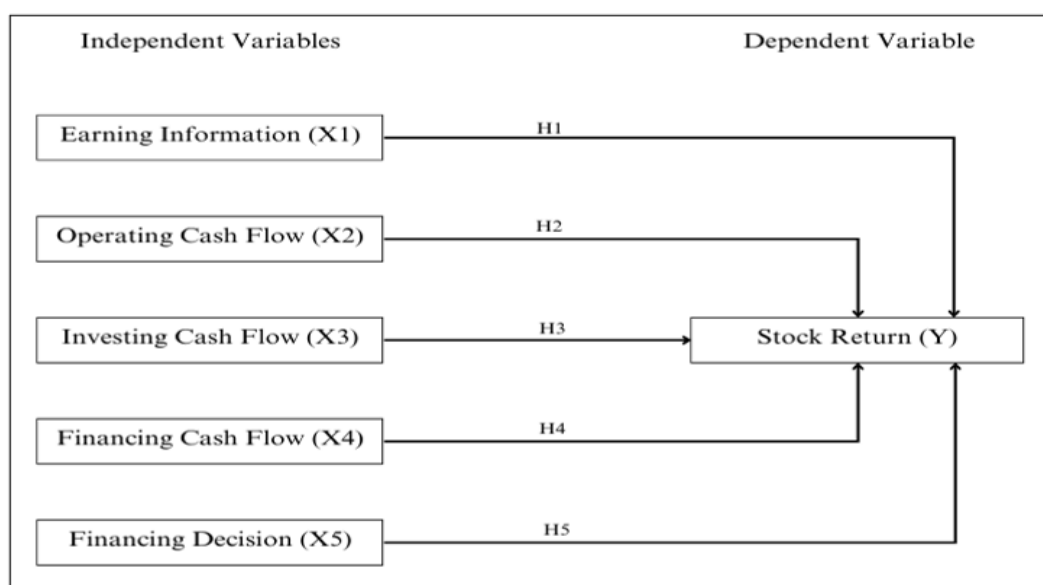 Independent Variables
Dependent Variable
Earning Information (X1)
H1
Operating Cash Flow (X2)
H2
Investing Cash Flow (X3)
H3
Stock Return (Y)
Financing Cash Flow (X4)
H4
Financing Decision (X5)
H5